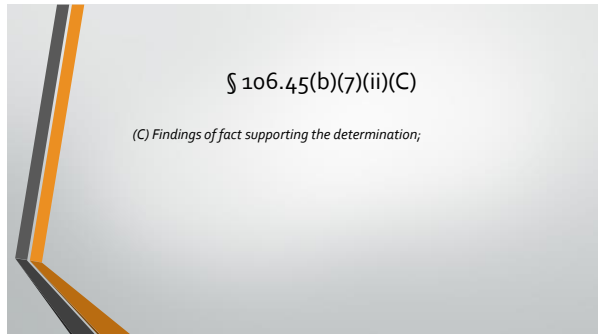 § 106.45(b)(7)(ii)(C)
(C) Findings of fact supporting the determination;